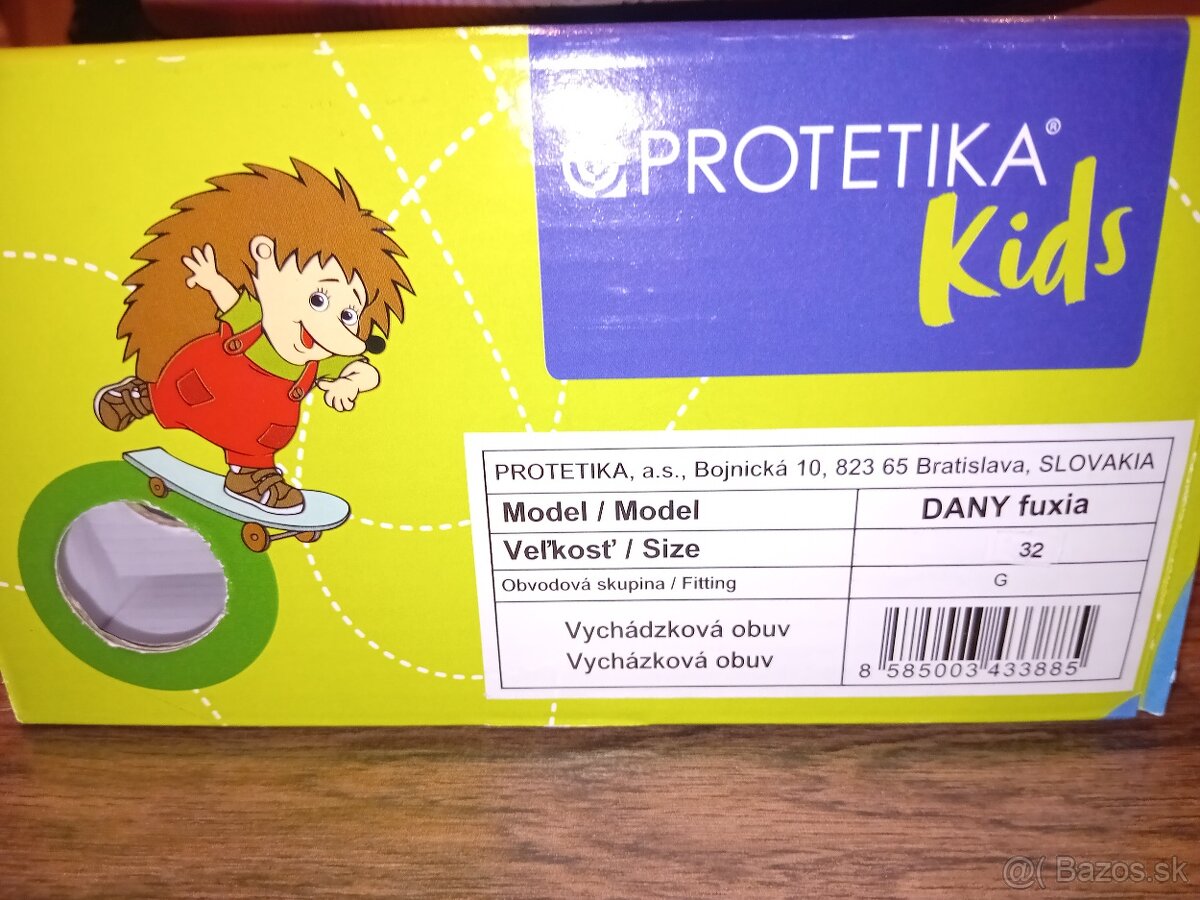 PROTETIKA®
Kids
PROTETIKA, a.s., Bojnická 10, 823 65 Bratislava, SLOVAKIA
Model / Model DANY fuxia
Veľkosť / Size 32
Obvodová skupina / Fitting G
Vychádzková obuv
Vycházková obuv
8 585003 433885
@( Bazos.sk